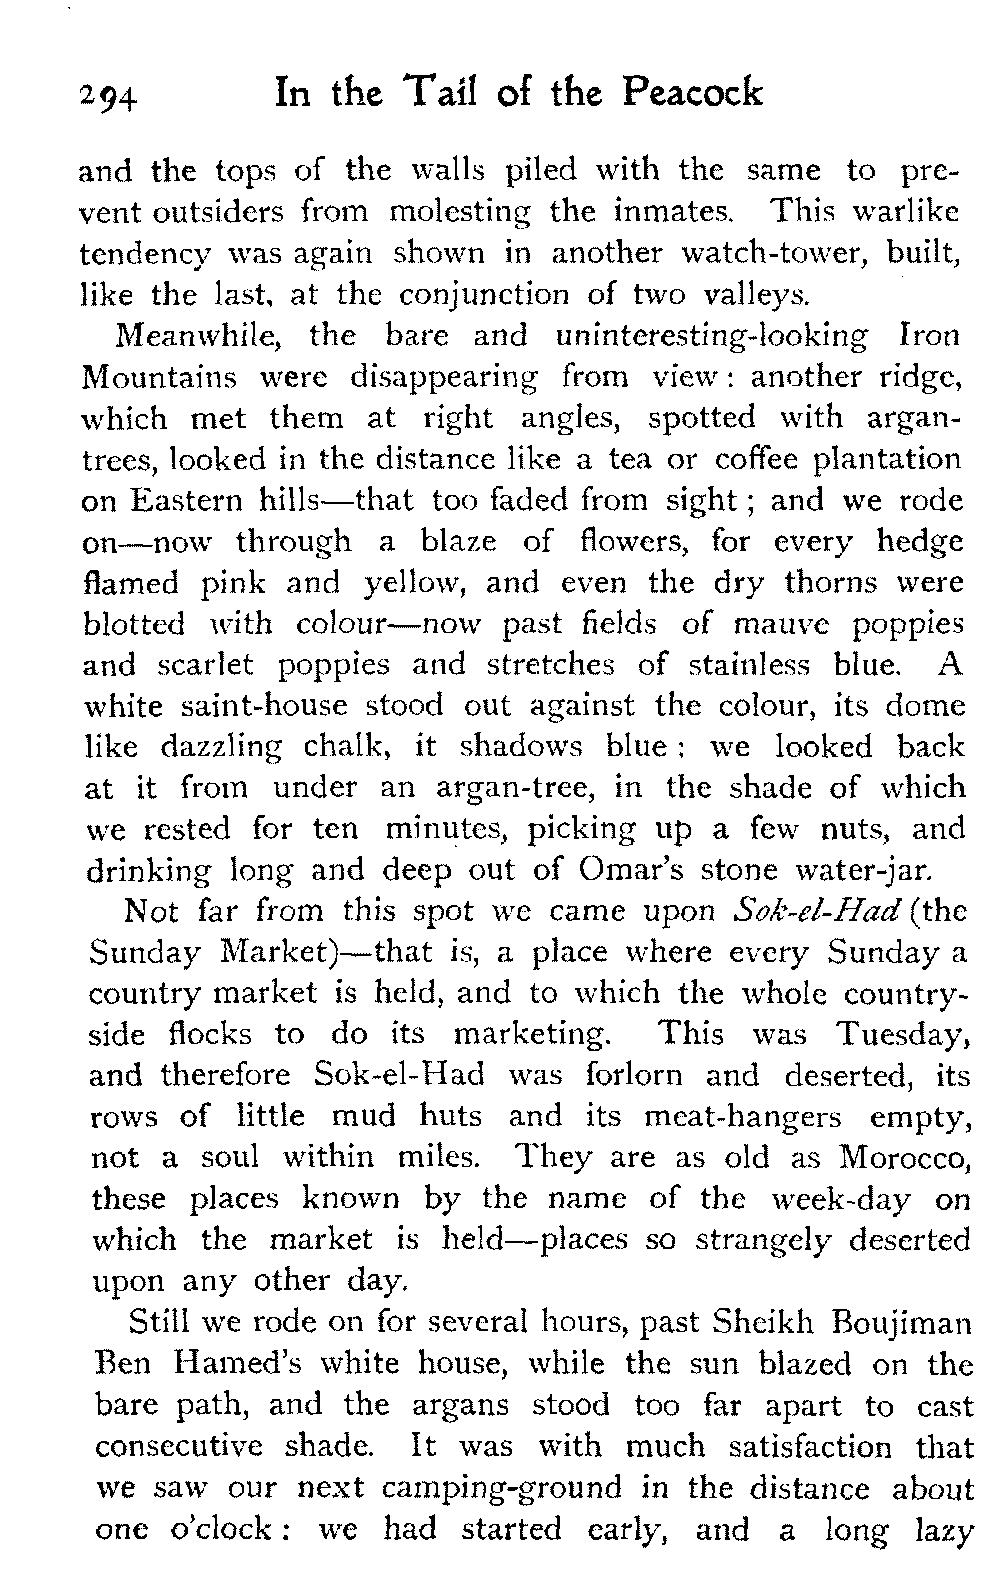 294 In the Tail of the Peacock
and the tops of the walls piled with the same to pre-
vent outsiders from molesting the inmates. This warlike
tendency was again shown in another watch-tower, built,
like the last, at the conjunction of two valleys.
Meanwhile, the bare and uninteresting-looking Iron
Mountains were disappearing from view: another ridge,
which met them at right angles, spotted with argan-
trees, looked in the distance like a tea or coffee plantation
on Eastern hills—that too faded from sight; and we rode
on—now through a blaze of flowers, for every hedge
flamed pink and yellow, and even the dry thorns were
blotted with colour—now past fields of mauve poppies
and scarlet poppies and stretches of stainless blue. A
white saint-house stood out against the colour, its dome
like dazzling chalk, it shadows blue: we looked back
at it from under an argan-tree, in the shade of which
we rested for ten minutes, picking up a few nuts, and
drinking long and deep out of Omar's stone water-jar.
Not far from this spot we came upon Sok-el-Had (the
Sunday Market)—that is, a place where every Sunday a
country market is held, and to which the whole country-
side flocks to do its marketing. This was Tuesday,
and therefore Sok-el-Had was forlorn and deserted, its
rows of little mud huts and its meat-hangers empty,
not a soul within miles. They are as old as Morocco,
these places known by the name of the week-day on
which the market is held—places so strangely deserted
upon any other day.
Still we rode on for several hours, past Sheikh Boujiman
Ben Hamed's white house, while the sun blazed on the
bare path, and the argans stood too far apart to cast
consecutive shade. It was with much satisfaction that
we saw our next camping-ground in the distance about
one o'clock: we had started early, and a long lazy